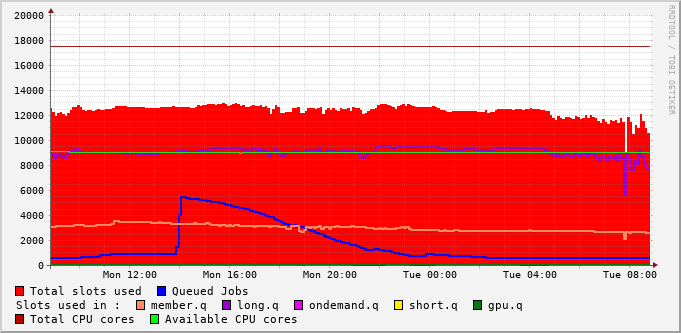 20000
18000
16000
14000
12000
10000
8000
6000
4000
2000
0
Mon 12:00 Mon 16:00 Mon 20:00 Tue 00:00 Tue 04:00 Tue 08:00
Total slots used Queued Jobs
Slots used in : member.q long.q ondemand.q short.q gpu.q
Total CPU cores Available CPU cores
RRDTOOL / TOBI OETIKER